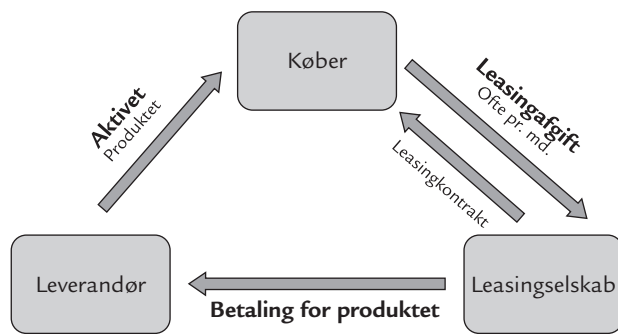 Køber
Aktivet
Produktet
Leasingafgift
Ofte pr. md.
Leasingkontrakt
Leverandør
Leasingselskab
Betaling for produktet